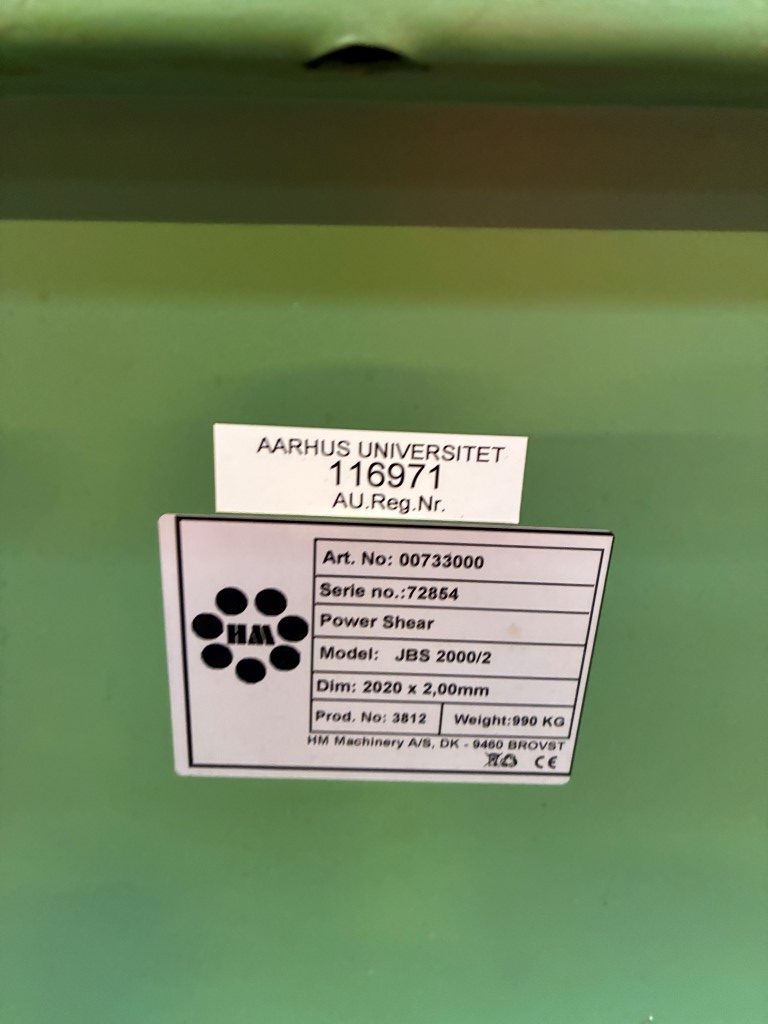 AARHUS UNIVERSITET
116971
AU.Reg.Nr.
HM
Art. No: 00733000
Serie no.:72854
Power Shear
Model: JBS 2000/2
Dim: 2020 x 2,00mm
Prod. No: 3812 Weight:990 KG
HM Machinery A/S, DK - 9460 BROVST
CE